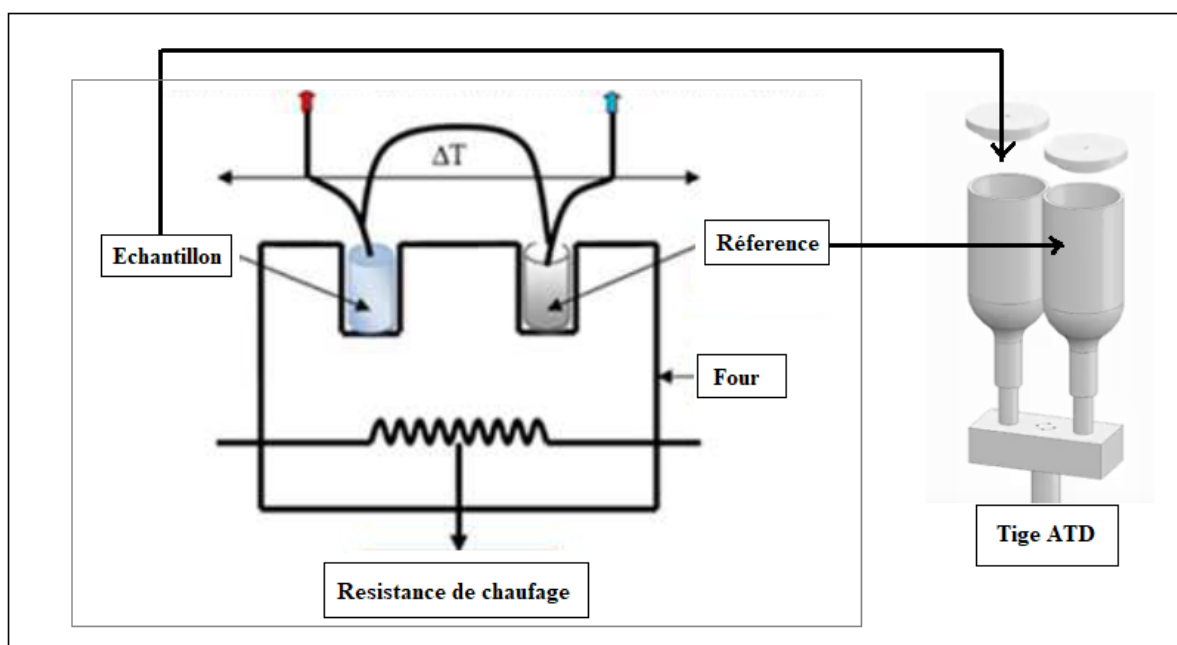 ΔT
Echantillon
Réference
Four
Tige ATD
Resistance de chaufage